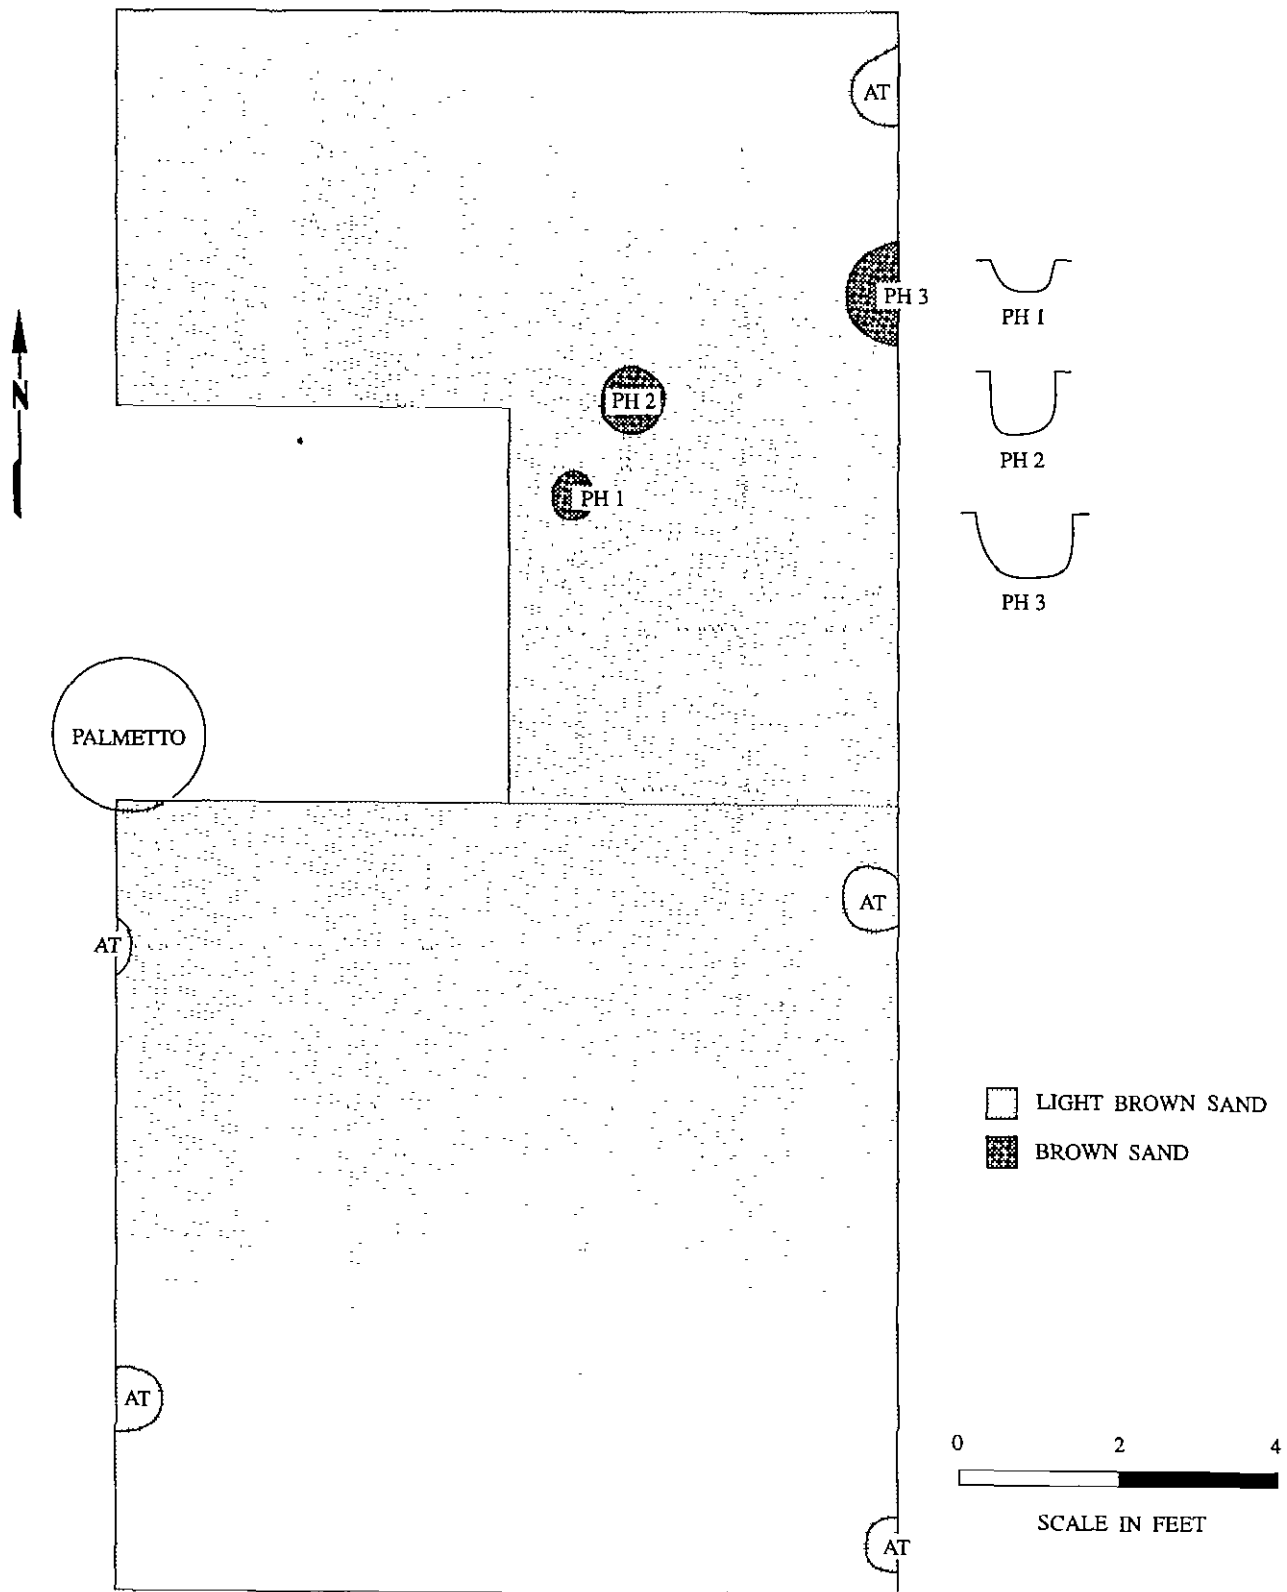 AT
PH 3
PH 1
N
PH 2
PH 2
PH 1
PH 3
PALMETTO
AT
AT
LIGHT BROWN SAND
BROWN SAND
AT
0 2 4
SCALE IN FEET
AT